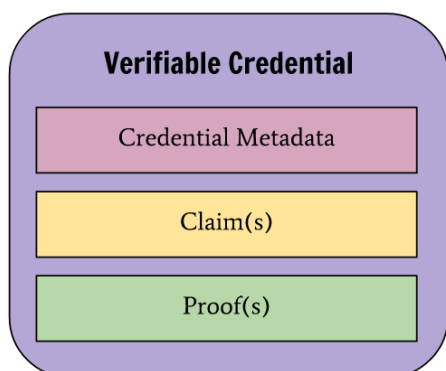 Verifiable Credential
Credential Metadata
Claim(s)
Proof(s)